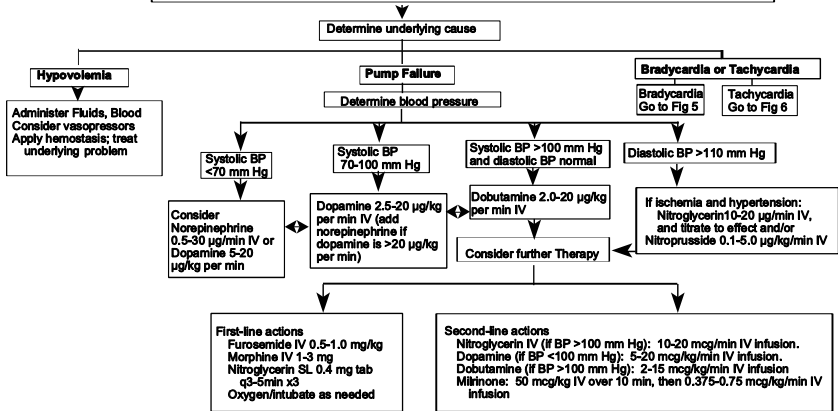 Determine underlying cause
Hypovolemia
Pump Failure
Bradycardia or Tachycardia
Bradycardia
Go to Fig 5
Tachycardia
Go to Fig 6
Administer Fluids, Blood
Consider vasopressors
Apply hemostasis; treat
underlying problem
Determine blood pressure
Systolic BP
<70 mm Hg
Systolic BP
70-100 mm Hg
Systolic BP >100 mm Hg
and diastolic BP normal
Diastolic BP >110 mm Hg
Consider
Norepinephrine
0.5-30 µg/min IV or
Dopamine 5-20
µg/kg per min
Dopamine 2.5-20 µg/kg
per min IV (add
norepinephrine if
dopamine is >20 µg/kg
per min)
Dobutamine 2.0-20 µg/kg
per min IV
If ischemia and hypertension:
Nitroglycerin10-20 µg/min IV,
and titrate to effect and/or
Nitroprusside 0.1-5.0 µg/kg/min IV
Consider further Therapy
First-line actions
Furosemide IV 0.5-1.0 mg/kg
Morphine IV 1-3 mg
Nitroglycerin SL 0.4 mg tab
q3-5min x3
Oxygen/intubate as needed
Second-line actions
Nitroglycerin IV (if BP >100 mm Hg): 10-20 mcg/min IV infusion.
Dopamine (if BP <100 mm Hg): 5-20 mcg/kg/min IV infusion.
Dobutamine (if BP >100 mm Hg): 2-15 mcg/kg/min IV infusion
Milrinone: 50 mcg/kg IV over 10 min, then 0.375-0.75 mcg/kg/min IV
Infusion